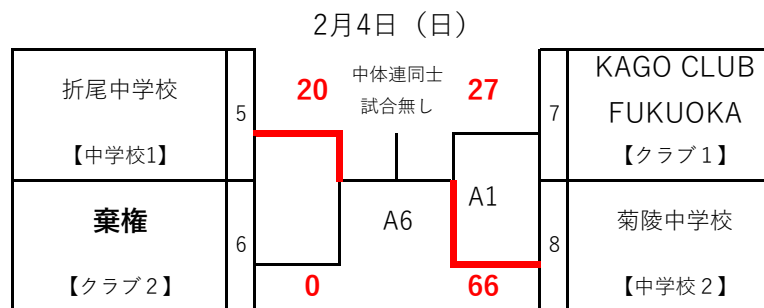 2月4日（日）
折尾中学校
【中学校1】
5
20
中体連同士
試合無し
27
7
KAGO CLUB
FUKUOKA
【クラブ１】
棄権
【クラブ２】
6
0
A6
A1
66
8
菊陵中学校
【中学校２】